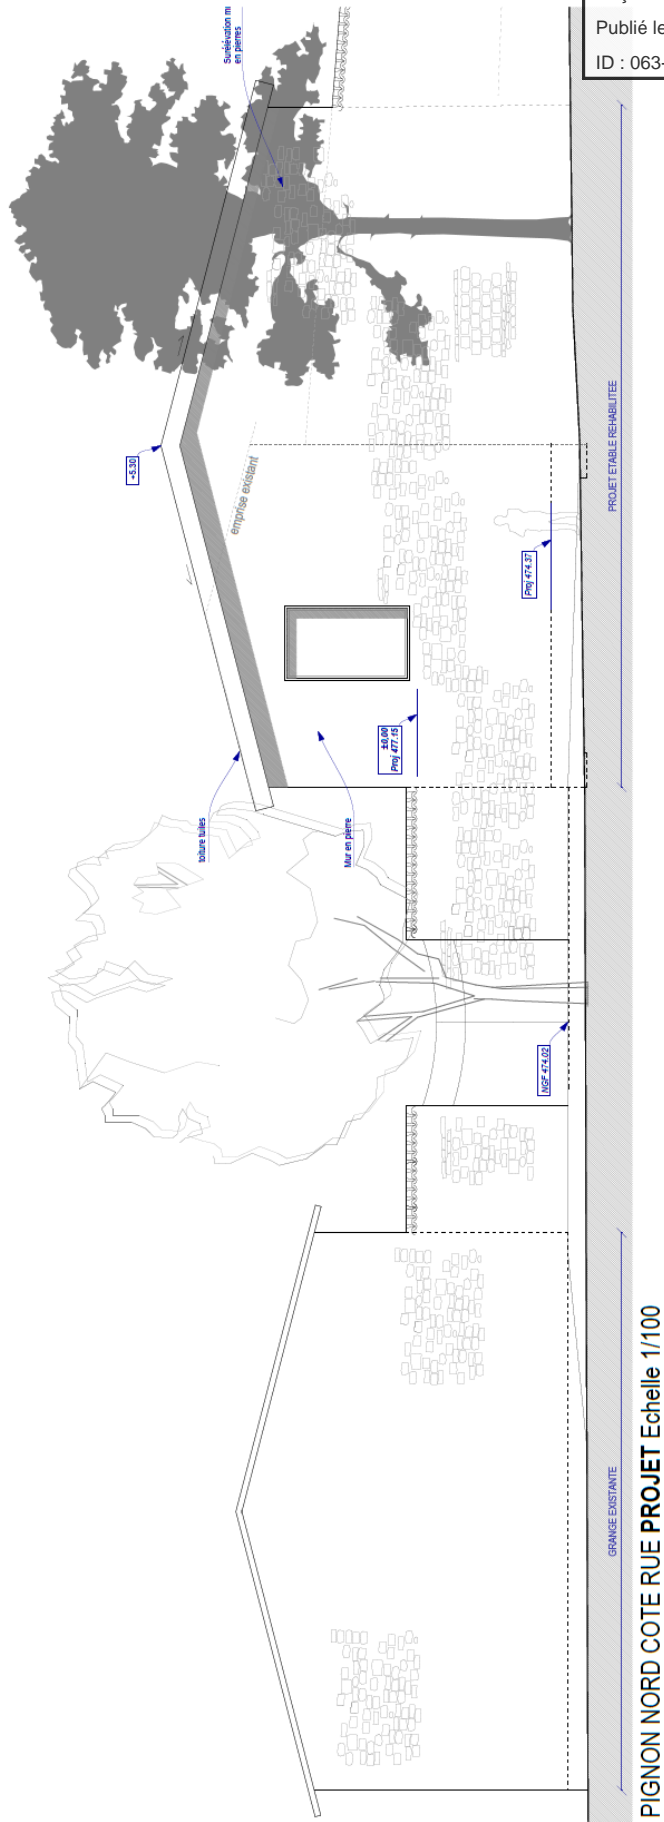 Publié le
ID : 063-
Surélévation mu
en pierres
+5.30
emprise existant
PROJET ETABLE REHABILITEE
Proj 474.37
±0,00
Proj 477.15
toiture tuiles
Mur en pierre
NGF 474.02
GRANGE EXISTANTE
PIGNON NORD COTE RUE PROJET Echelle 1/100